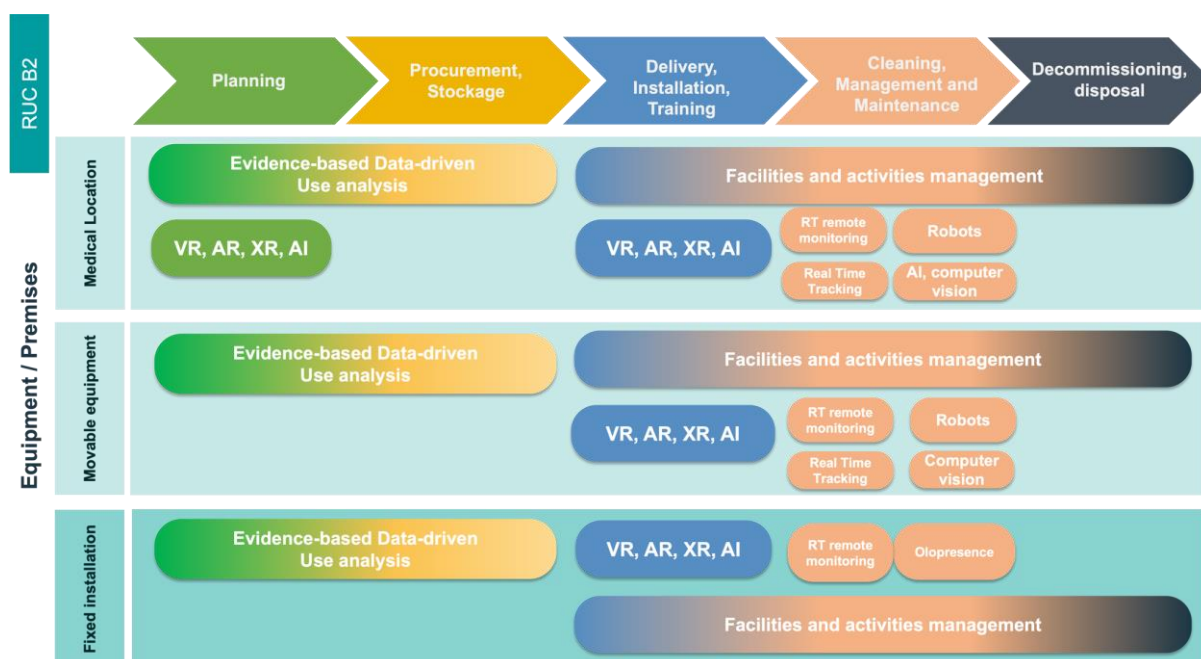 RUC B2
Planning
Procurement,
Stockage
Delivery,
Installation,
Training
Cleaning,
Management and
Maintenance
Decommissioning,
disposal
Equipment / Premises
Medical Location
Evidence-based Data-driven
Use analysis
Facilities and activities management
VR, AR, XR, AI
VR, AR, XR, AI
RT remote
monitoring
Robots
Real Time
Tracking
AI, computer
vision
Movable equipment
Evidence-based Data-driven
Use analysis
Facilities and activities management
VR, AR, XR, AI
RT remote
monitoring
Robots
Real Time
Tracking
Computer
vision
Fixed installation
Evidence-based Data-driven
Use analysis
VR, AR, XR, AI
RT remote
monitoring
Olopresence
Facilities and activities management